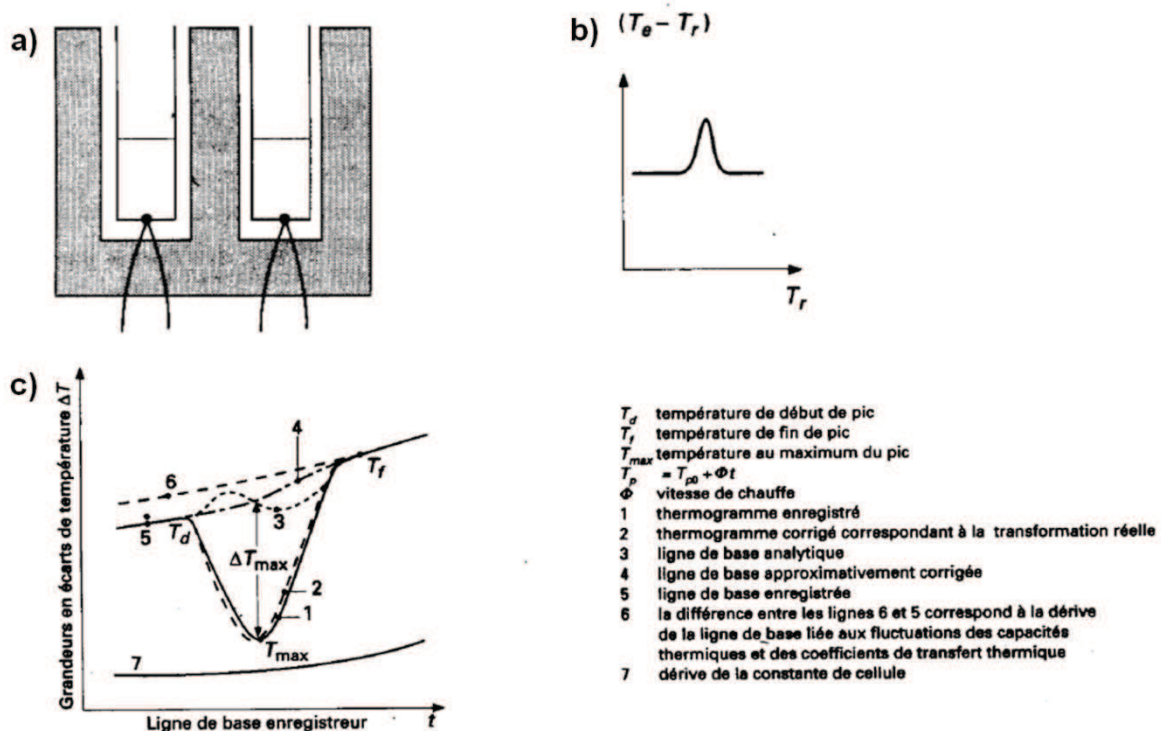 a)
b)
(Te – Tr)
Tr
c)
Grandeurs en écarts de température ΔT
4
6
Tf
5
Td
3
ΔTmax
2
1
Tmax
7
Ligne de base enregistreur
t
Td température de début de pic
Tf température de fin de pic
Tmax température au maximum du pic
Tp = Tp0 + Φt
Φ vitesse de chauffe
1 thermogramme enregistré
2 thermogramme corrigé correspondant à la transformation réelle
3 ligne de base analytique
4 ligne de base approximativement corrigée
5 ligne de base enregistrée
6 la différence entre les lignes 6 et 5 correspond à la dérive
de la ligne de base liée aux fluctuations des capacités
thermiques et des coefficients de transfert thermique
7 dérive de la constante de cellule